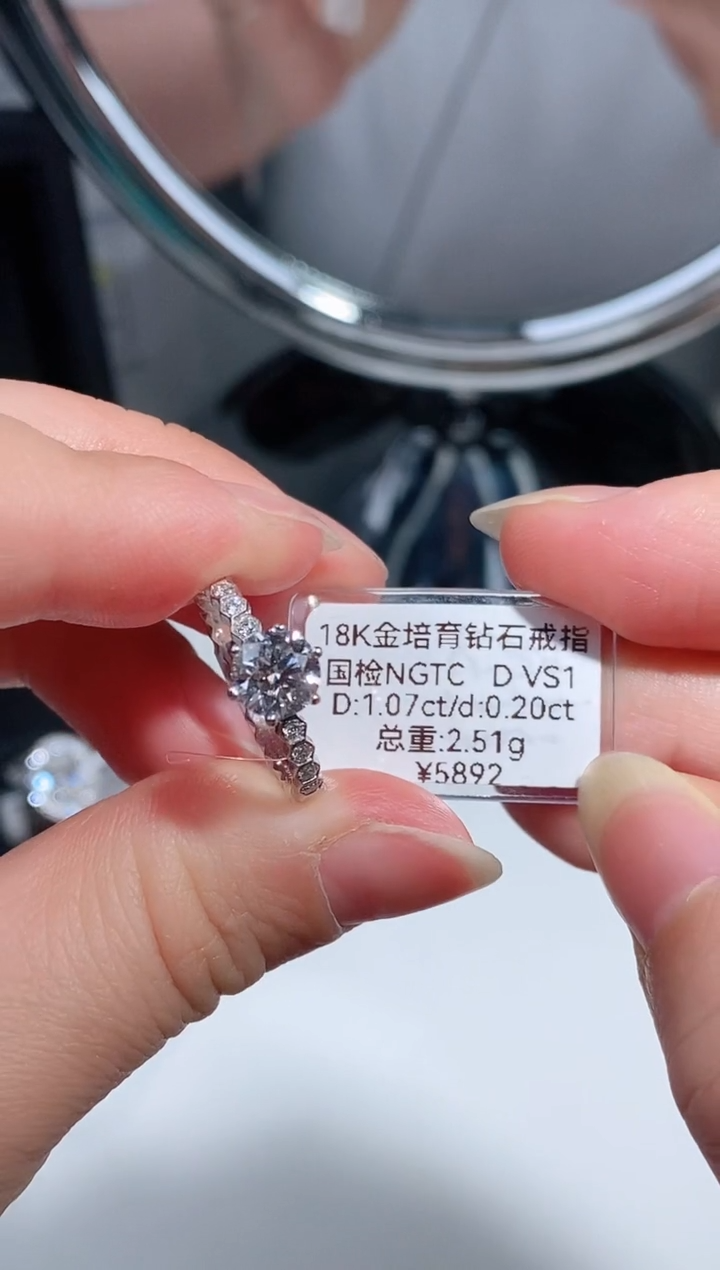 18K金培育钻石戒指
国检NGTC D VS1
D:1.07ct/d:0.20ct
总重:2.51g
¥5892